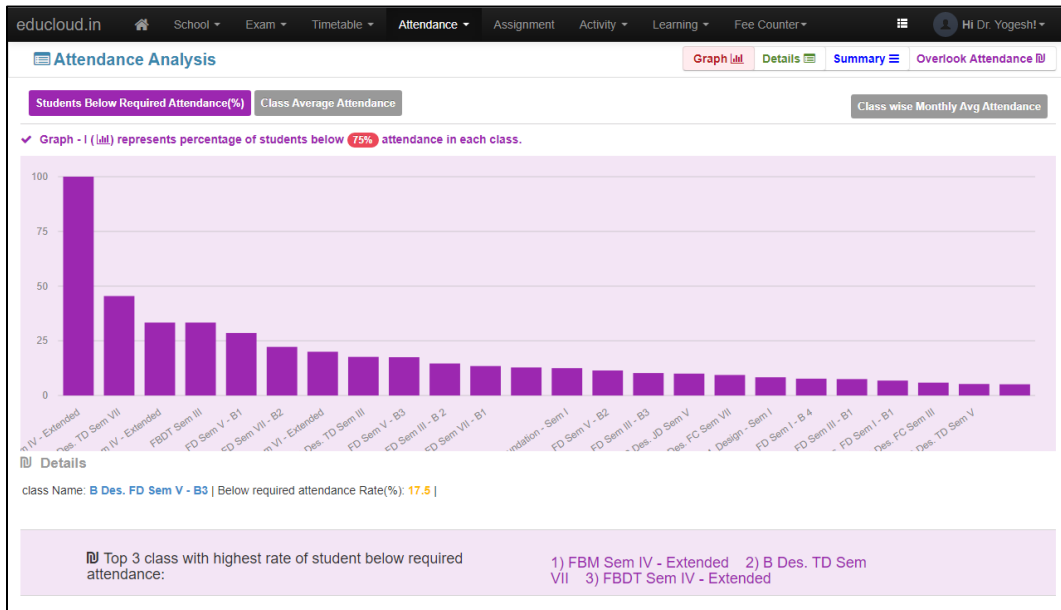 educloud.in School Exam Timetable Attendance Assignment Activity Learning Fee Counter Hi Dr. Yogesh!
Attendance Analysis Graph Details Summary Overlook Attendance ₪
Students Below Required Attendance(%) Class Average Attendance Class wise Monthly Avg Attendance
Graph - I ( ) represents percentage of students below 75% attendance in each class.
100
75
50
25
0
m IV - Extended
Des. TD Sem VII
m IV - Extended
FBDT Sem III
FD Sem V - B1
FD Sem VII - B2
m VI - Extended
Des. TD Sem III
FD Sem V - B3
FD Sem III - B 2
FD Sem VII - B1
ndation - Sem I
FD Sem V - B2
FD Sem III - B3
Des. JD Sem V
Des. FC Sem VII
Design - Sem I
FD Sem I - B 4
FD Sem III - B1
FD Sem I - B1
Des. FC Sem III
Des. TD Sem V
₪ Details
class Name: B Des. FD Sem V - B3 | Below required attendance Rate(%): 17.5 |
₪ Top 3 class with highest rate of student below required
attendance:
1) FBM Sem IV - Extended 2) B Des. TD Sem
VII 3) FBDT Sem IV - Extended